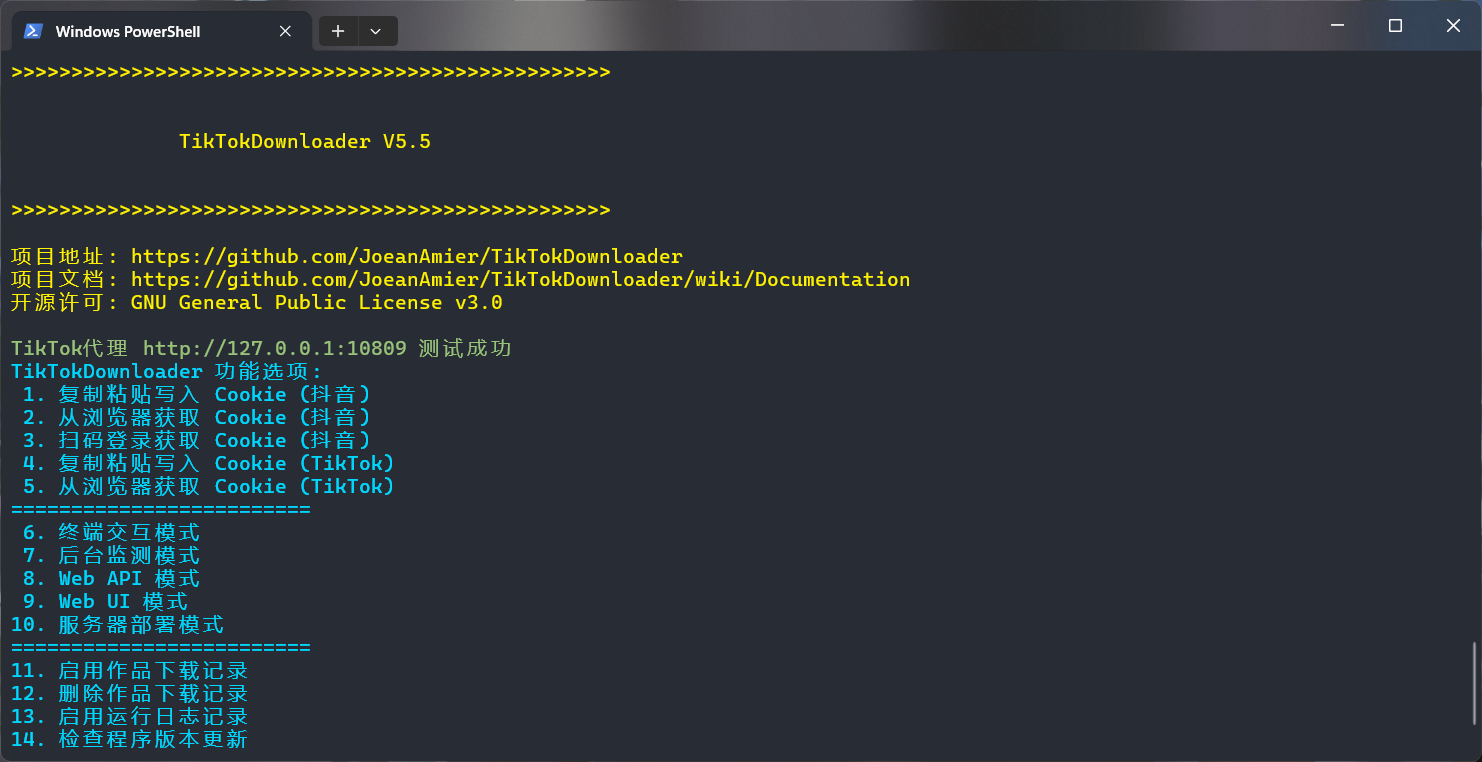 Windows PowerShell
>>>>>>>>>>>>>>>>>>>>>>>>>>>>>>>>>>>>>>>>>>>>>>>>>>
TikTokDownloader V5.5
>>>>>>>>>>>>>>>>>>>>>>>>>>>>>>>>>>>>>>>>>>>>>>>>>>
项目地址: https://github.com/JoeanAmier/TikTokDownloader
项目文档: https://github.com/JoeanAmier/TikTokDownloader/wiki/Documentation
开源许可: GNU General Public License v3.0
TikTok代理 http://127.0.0.1:10809 测试成功
TikTokDownloader 功能选项:
1. 复制粘贴写入 Cookie (抖音)
2. 从浏览器获取 Cookie (抖音)
3. 扫码登录获取 Cookie (抖音)
4. 复制粘贴写入 Cookie (TikTok)
5. 从浏览器获取 Cookie (TikTok)
=========================
6. 终端交互模式
7. 后台监测模式
8. Web API 模式
9. Web UI 模式
10. 服务器部署模式
=========================
11. 启用作品下载记录
12. 删除作品下载记录
13. 启用运行日志记录
14. 检查程序版本更新